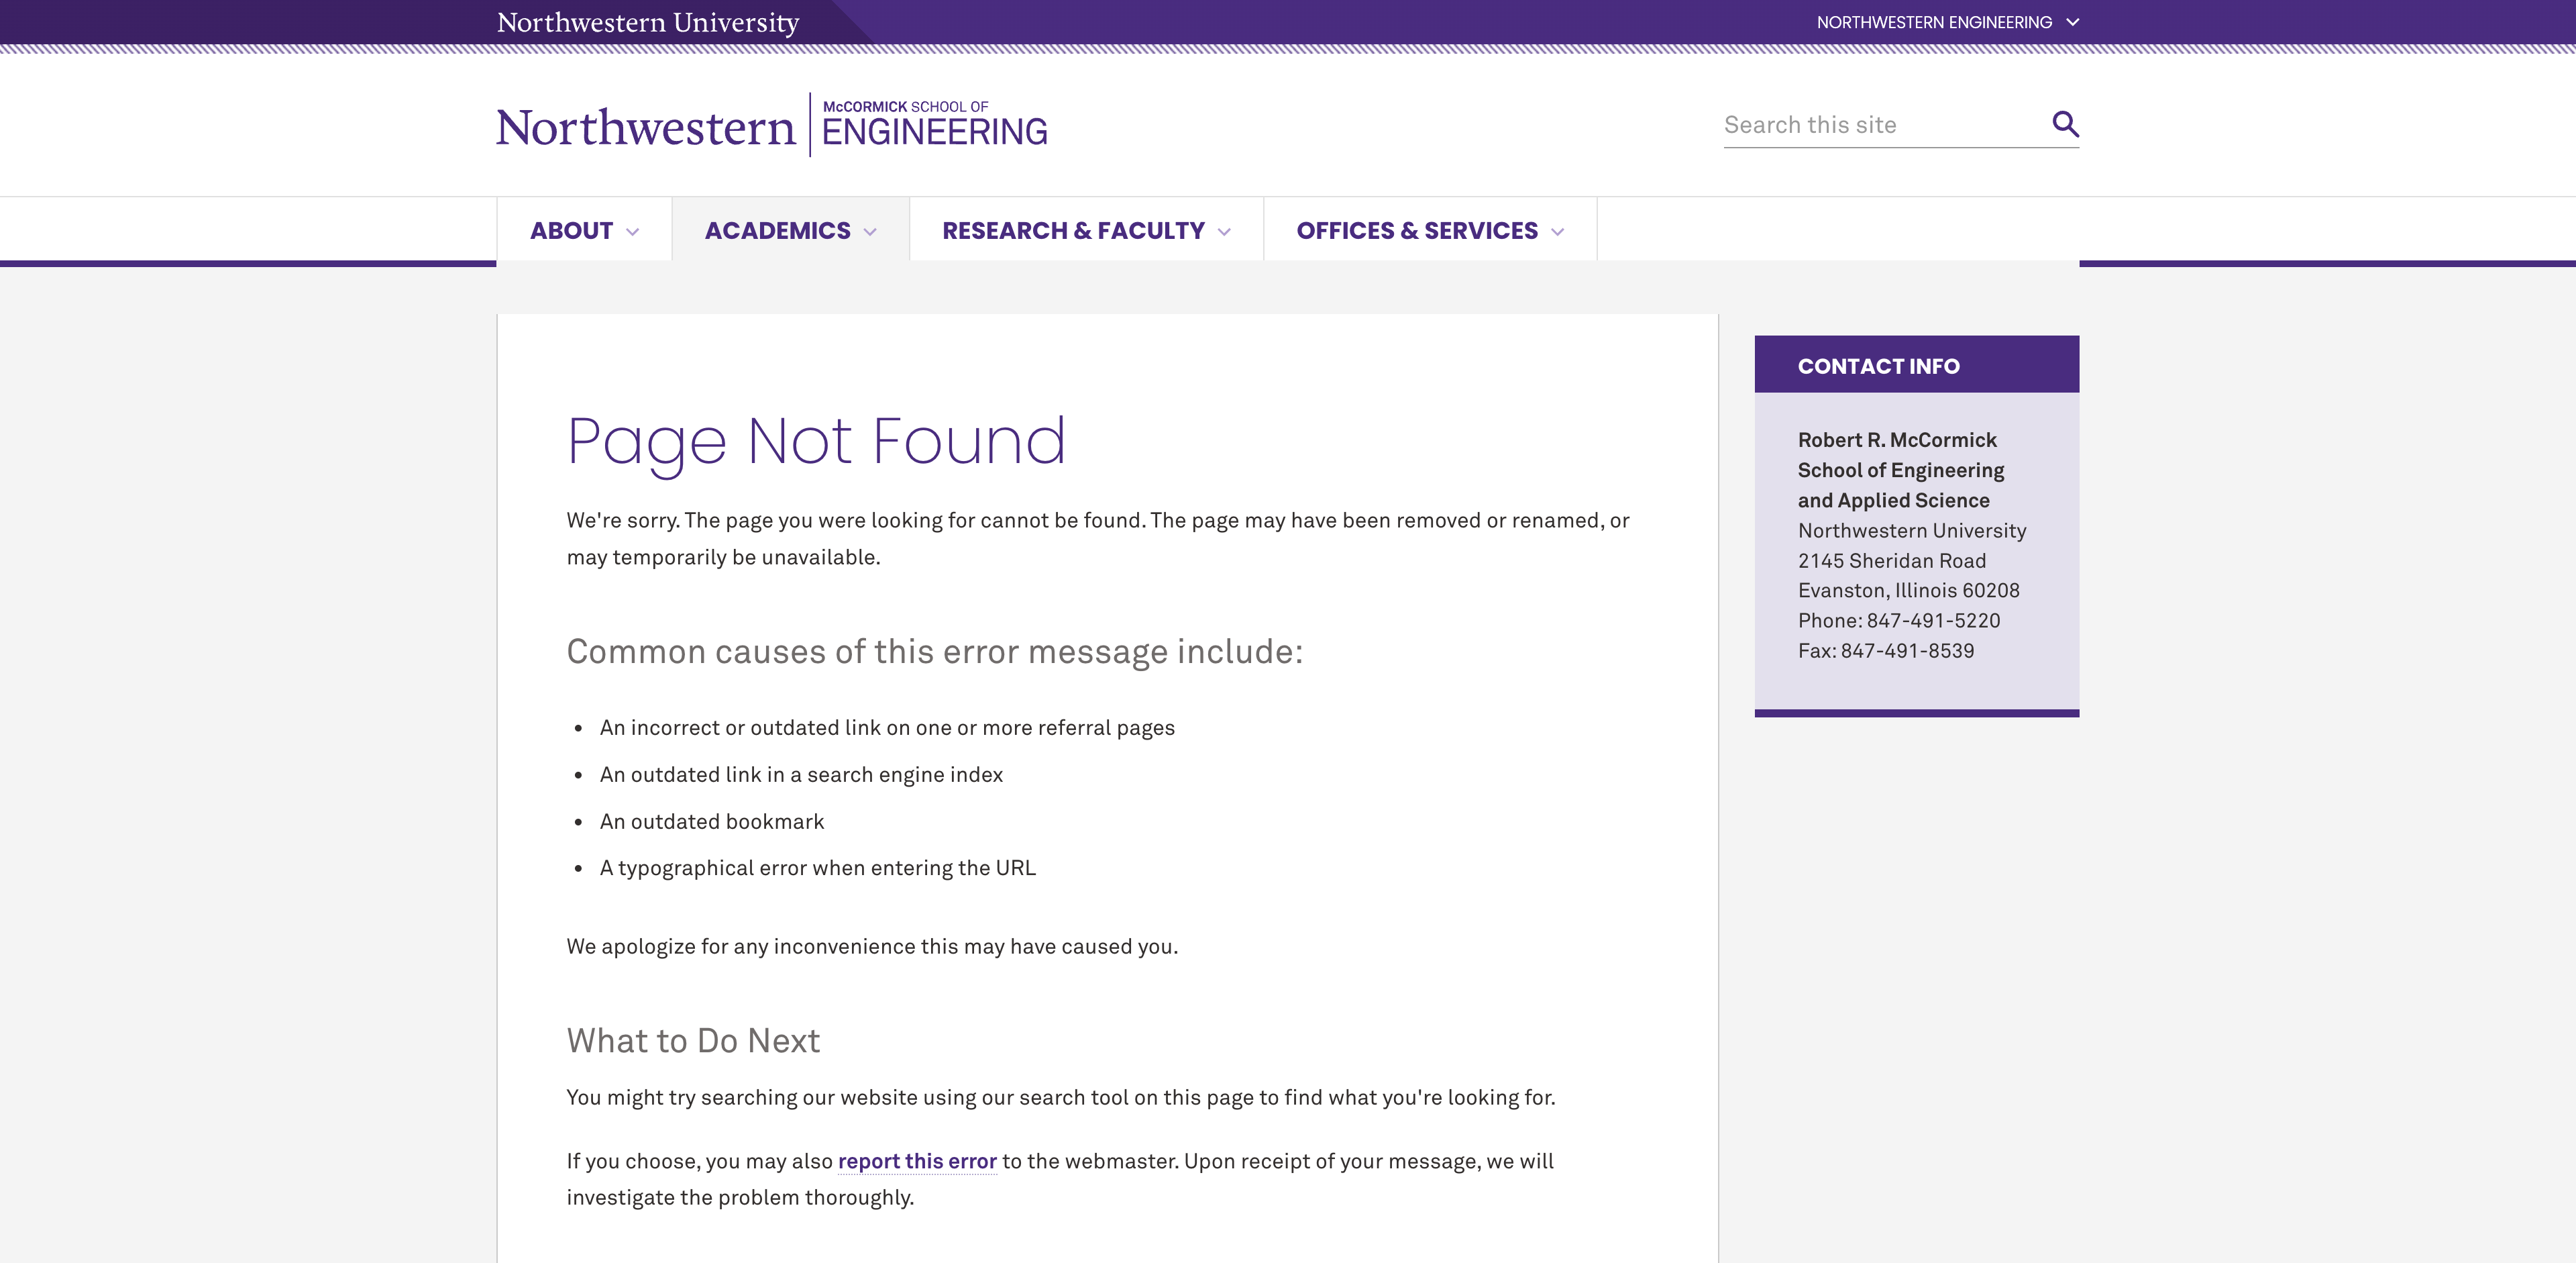 Northwestern University
NORTHWESTERN ENGINEERING
Northwestern
McCORMICK SCHOOL OF
ENGINEERING
Search this site
ABOUT
ACADEMICS
RESEARCH & FACULTY
OFFICES & SERVICES
Page Not Found
We're sorry. The page you were looking for cannot be found. The page may have been removed or renamed, or
may temporarily be unavailable.
Common causes of this error message include:
• An incorrect or outdated link on one or more referral pages
• An outdated link in a search engine index
• An outdated bookmark
• A typographical error when entering the URL
We apologize for any inconvenience this may have caused you.
What to Do Next
You might try searching our website using our search tool on this page to find what you're looking for.
If you choose, you may also report this error to the webmaster. Upon receipt of your message, we will
investigate the problem thoroughly.
CONTACT INFO
Robert R. McCormick
School of Engineering
and Applied Science
Northwestern University
2145 Sheridan Road
Evanston, Illinois 60208
Phone: 847-491-5220
Fax: 847-491-8539